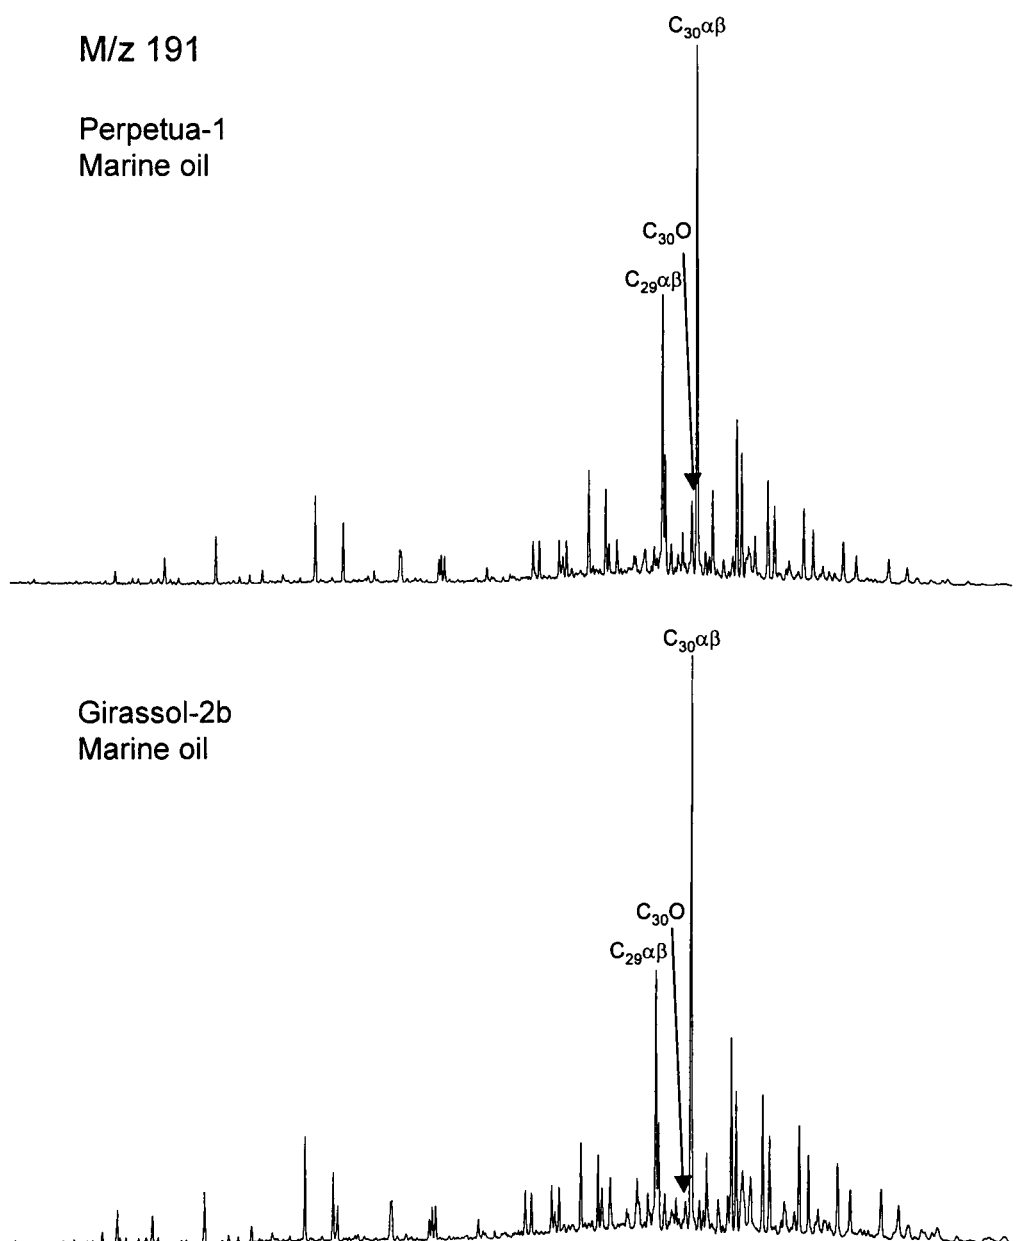 C₃₀αβ
M/z 191
Perpetua-1
Marine oil
C₃₀O
C₂₉αβ
C₃₀αβ
Girassol-2b
Marine oil
C₃₀O
C₂₉αβ